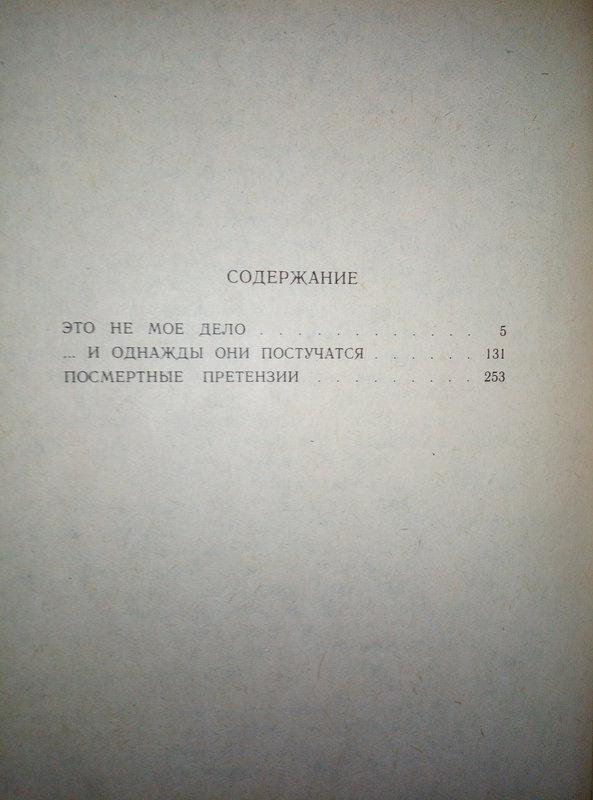 СОДЕРЖАНИЕ
ЭТО НЕ МОЕ ДЕЛО . . . . . . . . . . . . 5
... И ОДНАЖДЫ ОНИ ПОСТУЧАТСЯ . . . . . . 131
ПОСМЕРТНЫЕ ПРЕТЕНЗИИ . . . . . . . . . 253